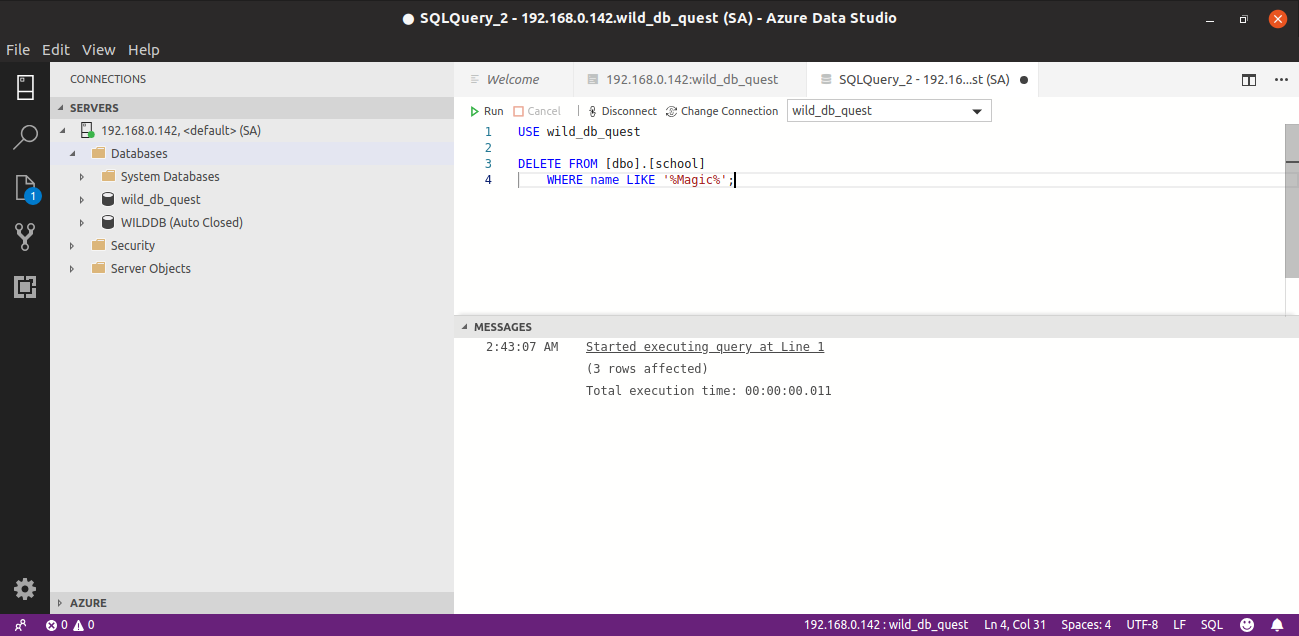 ● SQLQuery_2 - 192.168.0.142.wild_db_quest (SA) - Azure Data Studio
File Edit View Help
CONNECTIONS
SERVERS
192.168.0.142, <default> (SA)
Databases
System Databases
wild_db_quest
WILDDB (Auto Closed)
Security
Server Objects
1
AZURE
Welcome
192.168.0.142:wild_db_quest
SQLQuery_2 - 192.16...st (SA) ●
Run Cancel | Disconnect Change Connection wild_db_quest
1 USE wild_db_quest
2
3 DELETE FROM [dbo].[school]
4 WHERE name LIKE '%Magic%';
MESSAGES
2:43:07 AM Started executing query at Line 1
(3 rows affected)
Total execution time: 00:00:00.011
0 0 192.168.0.142 : wild_db_quest Ln 4, Col 31 Spaces: 4 UTF-8 LF SQL